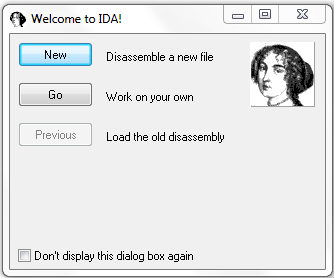 Welcome to IDA!
New Disassemble a new file
Go Work on your own
Previous Load the old disassembly
Don't display this dialog box again